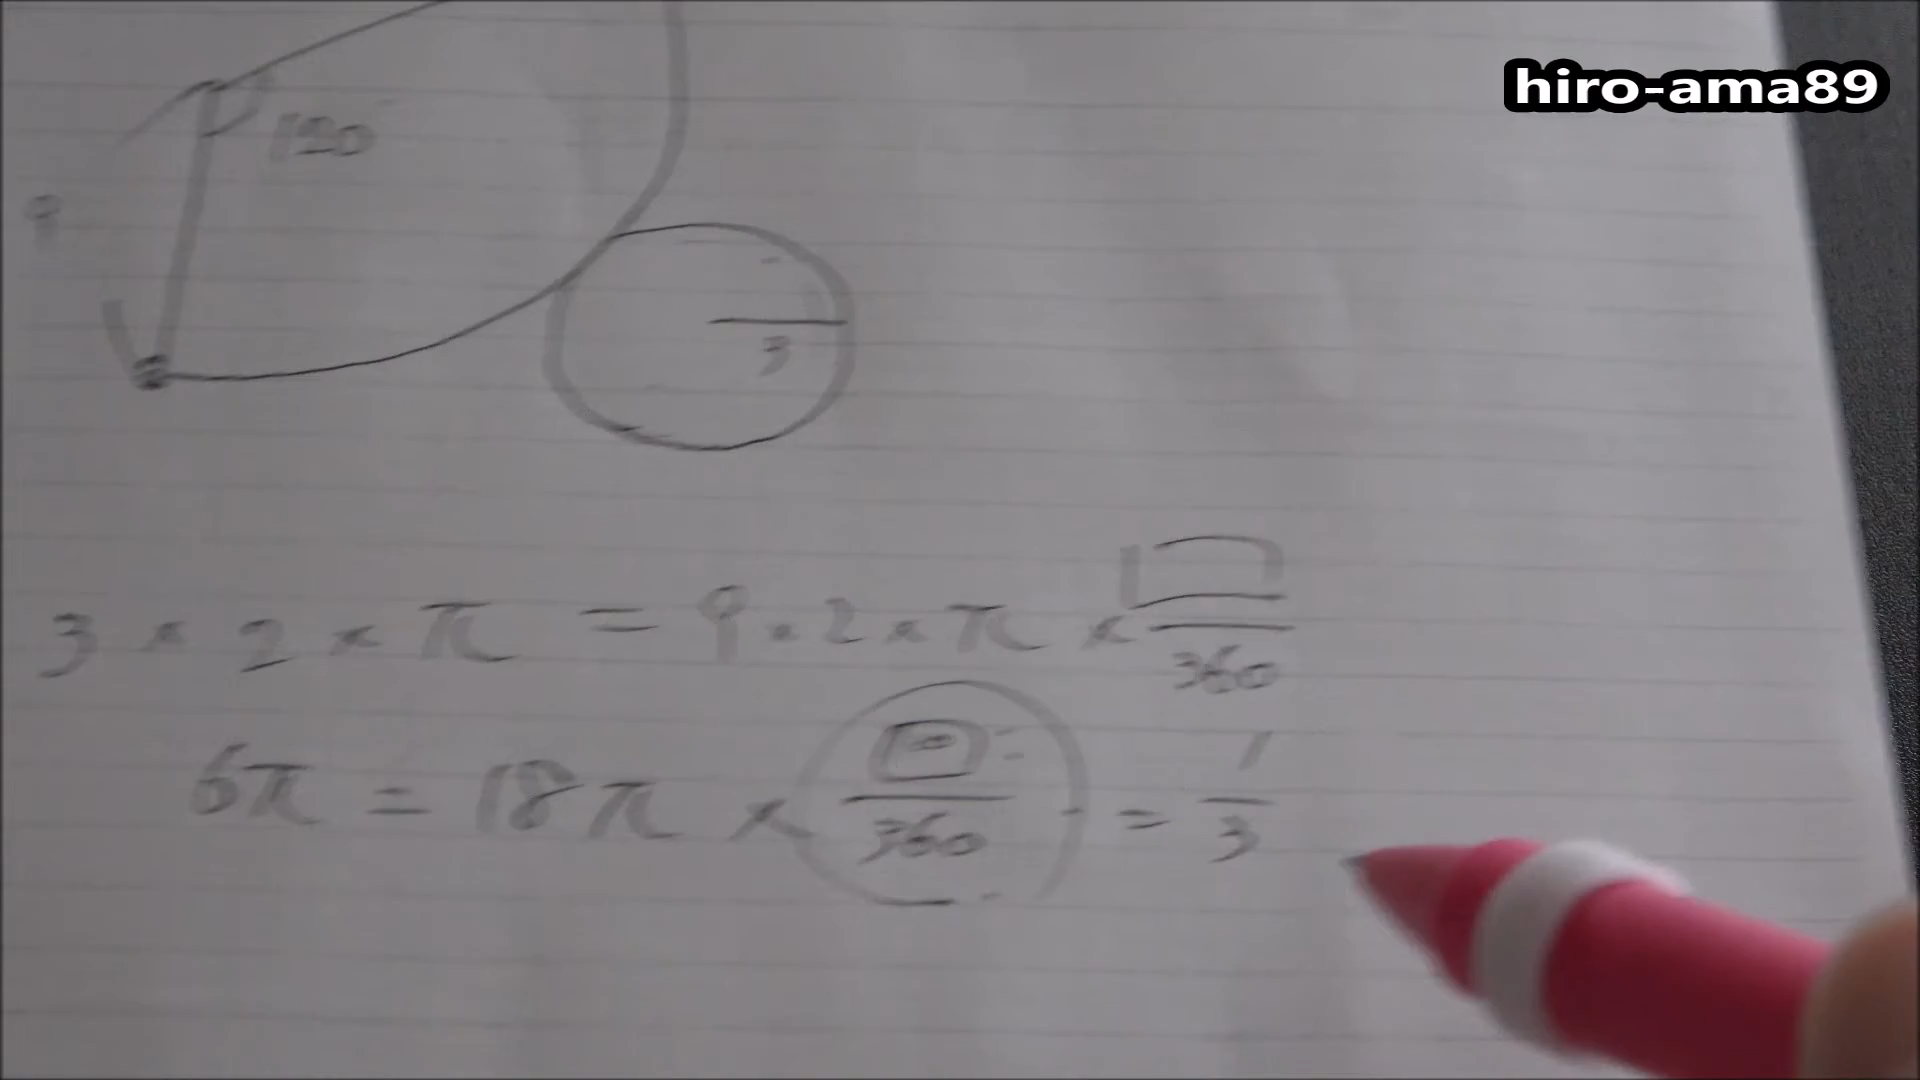 hiro-ama89
120
9
3
3 × 2 × π = 9 × 2 × π × □/360
6π = 18π × □/360 = 1/3